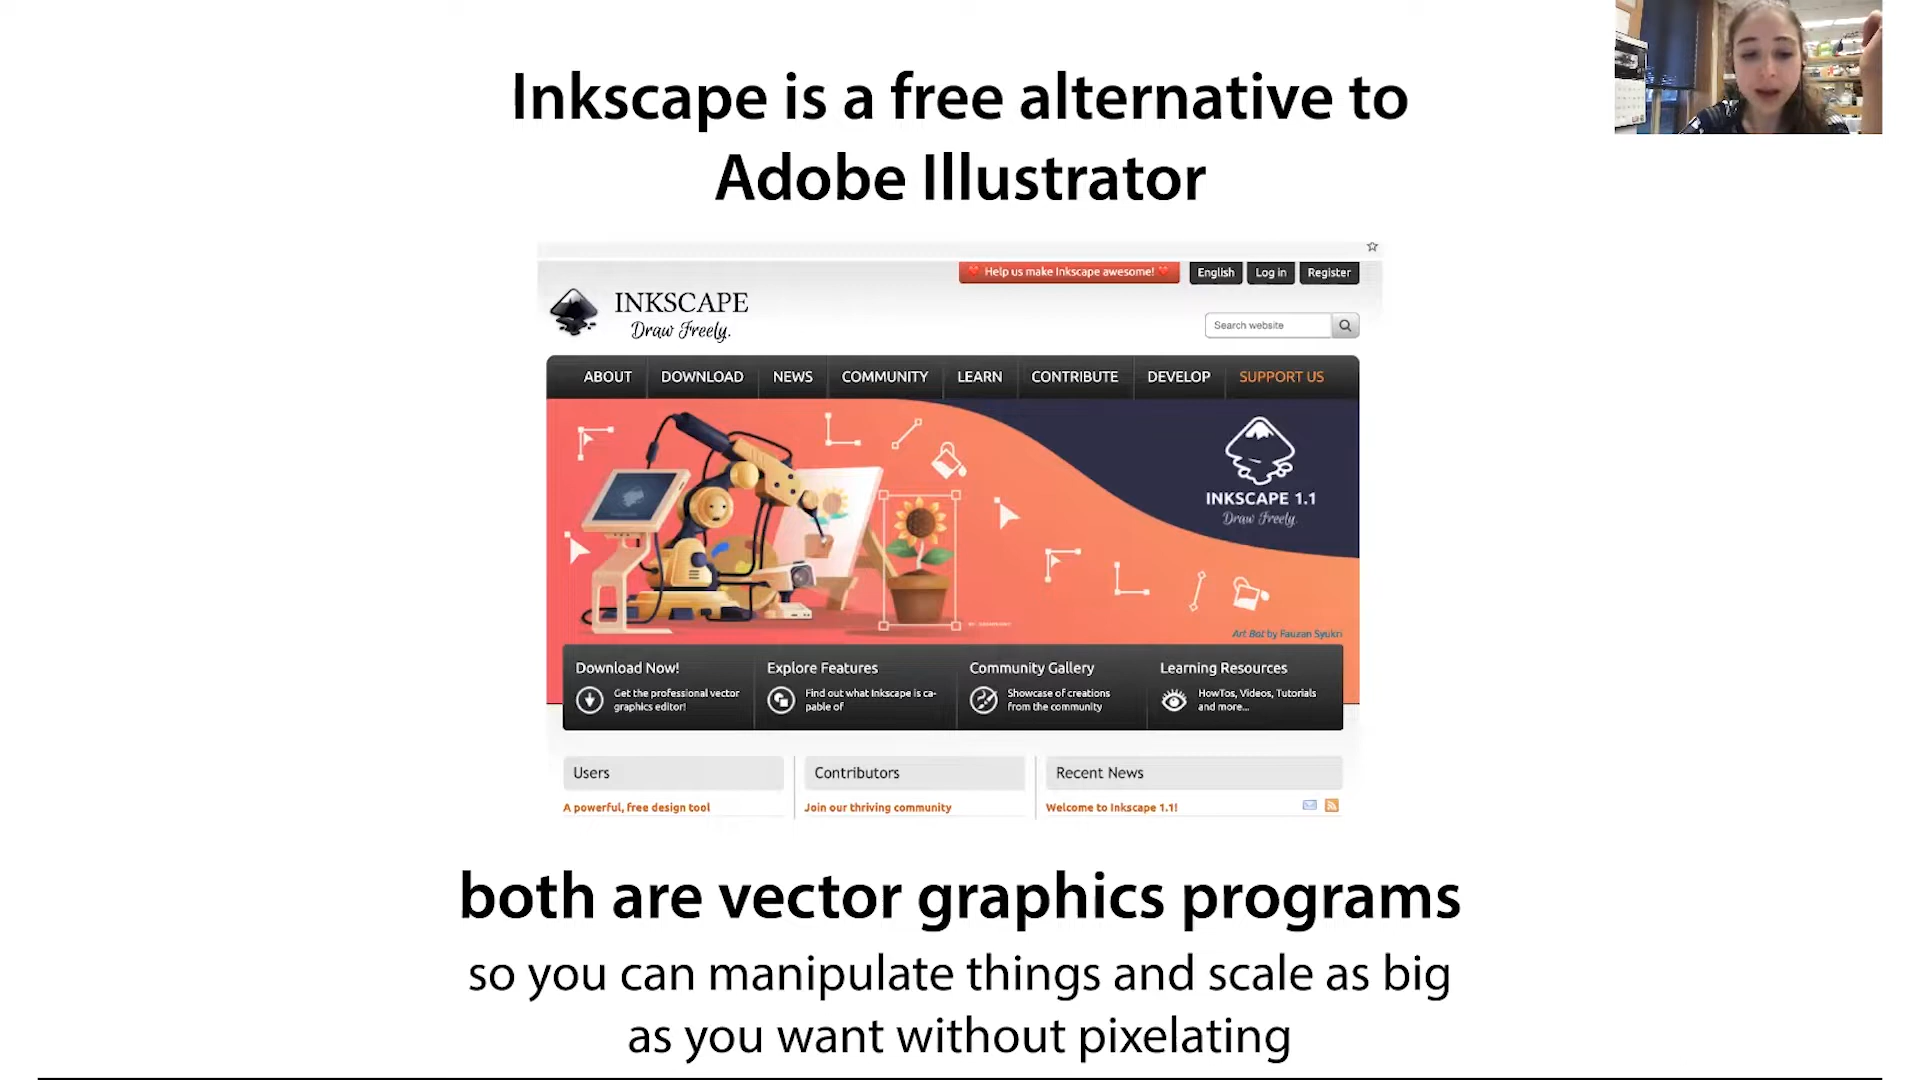 Inkscape is a free alternative to
Adobe Illustrator
Help us make Inkscape awesome!
English
Log in
Register
INKSCAPE
Draw Freely.
Search website
ABOUT
DOWNLOAD
NEWS
COMMUNITY
LEARN
CONTRIBUTE
DEVELOP
SUPPORT US
INKSCAPE 1.1
Draw Freely.
Art Bot by Fauzan Syukri
Download Now!
Get the professional vector
graphics editor!
Explore Features
Find out what Inkscape is ca-
pable of
Community Gallery
Showcase of creations
from the community
Learning Resources
HowTos, Videos, Tutorials
and more...
Users
Contributors
Recent News
A powerful, free design tool
Join our thriving community
Welcome to Inkscape 1.1!
both are vector graphics programs
so you can manipulate things and scale as big
as you want without pixelating